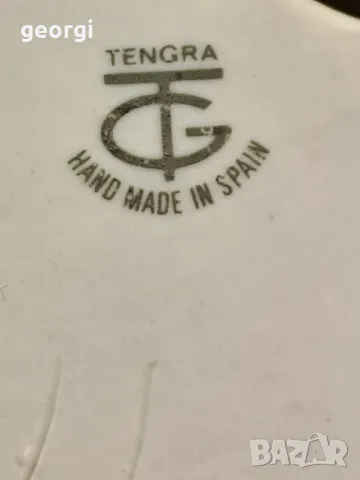 georgi
TENGRA
TG
HAND MADE IN SPAIN
BAZAR